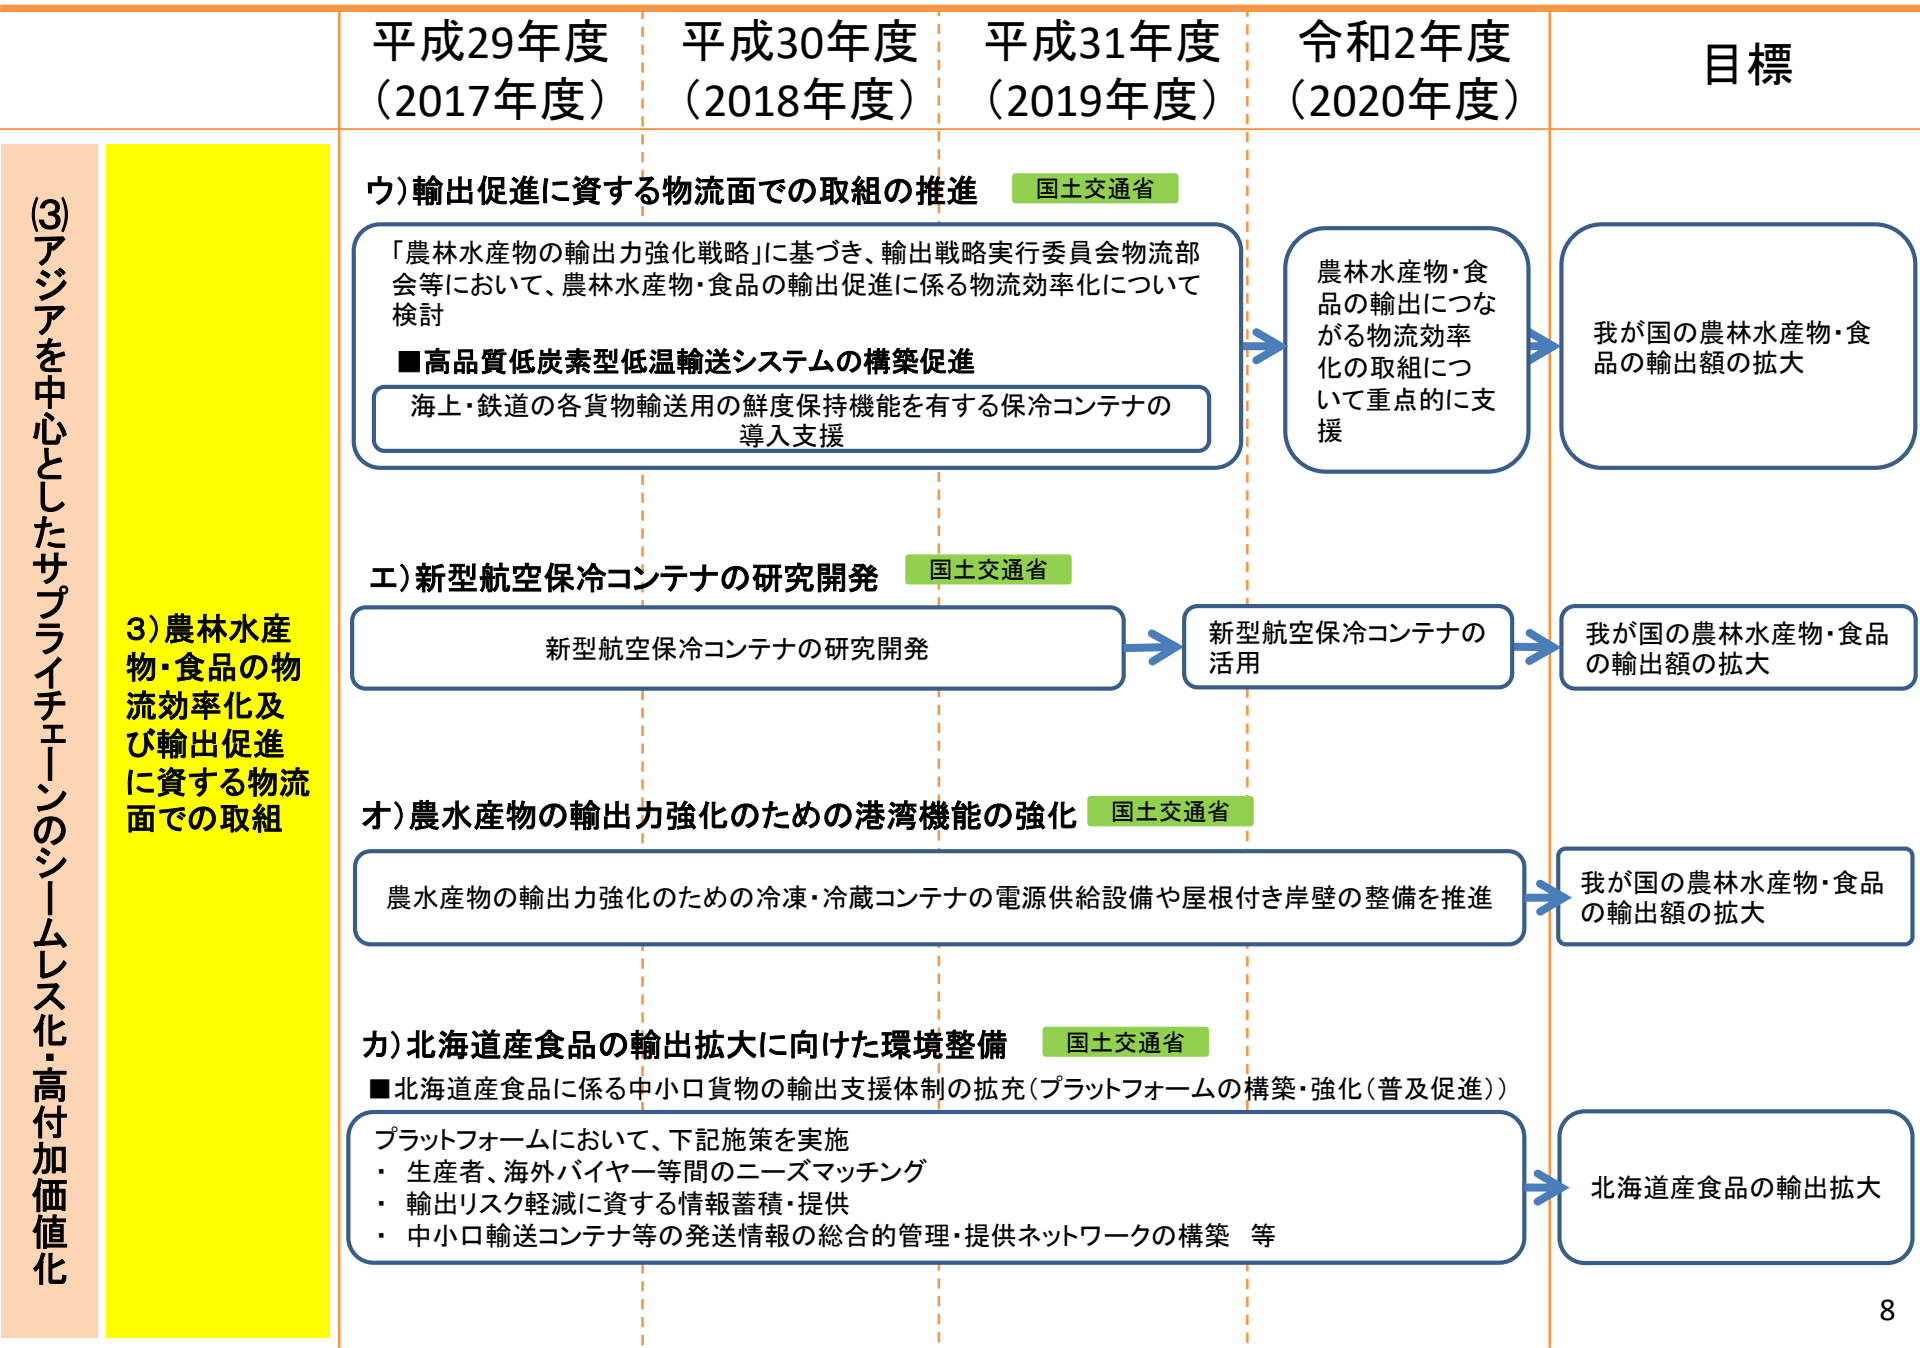 平成29年度
（2017年度）
平成30年度
（2018年度）
平成31年度
（2019年度）
令和2年度
（2020年度）
目標
(3)アジアを中心としたサプライチェーンのシームレス化・高付加価値化
３）農林水産
物・食品の物
流効率化及
び輸出促進
に資する物流
面での取組
ウ）輸出促進に資する物流面での取組の推進
国土交通省
「農林水産物の輸出力強化戦略」に基づき、輸出戦略実行委員会物流部
会等において、農林水産物・食品の輸出促進に係る物流効率化について
検討
■高品質低炭素型低温輸送システムの構築促進
海上・鉄道の各貨物輸送用の鮮度保持機能を有する保冷コンテナの
導入支援
農林水産物・食
品の輸出につな
がる物流効率
化の取組につ
いて重点的に支
援
我が国の農林水産物・食
品の輸出額の拡大
エ）新型航空保冷コンテナの研究開発
国土交通省
新型航空保冷コンテナの研究開発
新型航空保冷コンテナの
活用
我が国の農林水産物・食品
の輸出額の拡大
オ）農水産物の輸出力強化のための港湾機能の強化
国土交通省
農水産物の輸出力強化のための冷凍・冷蔵コンテナの電源供給設備や屋根付き岸壁の整備を推進
我が国の農林水産物・食品
の輸出額の拡大
カ）北海道産食品の輸出拡大に向けた環境整備
国土交通省
■北海道産食品に係る中小口貨物の輸出支援体制の拡充（プラットフォームの構築・強化（普及促進））
プラットフォームにおいて、下記施策を実施
・ 生産者、海外バイヤー等間のニーズマッチング
・ 輸出リスク軽減に資する情報蓄積・提供
・ 中小口輸送コンテナ等の発送情報の総合的管理・提供ネットワークの構築　等
北海道産食品の輸出拡大
8